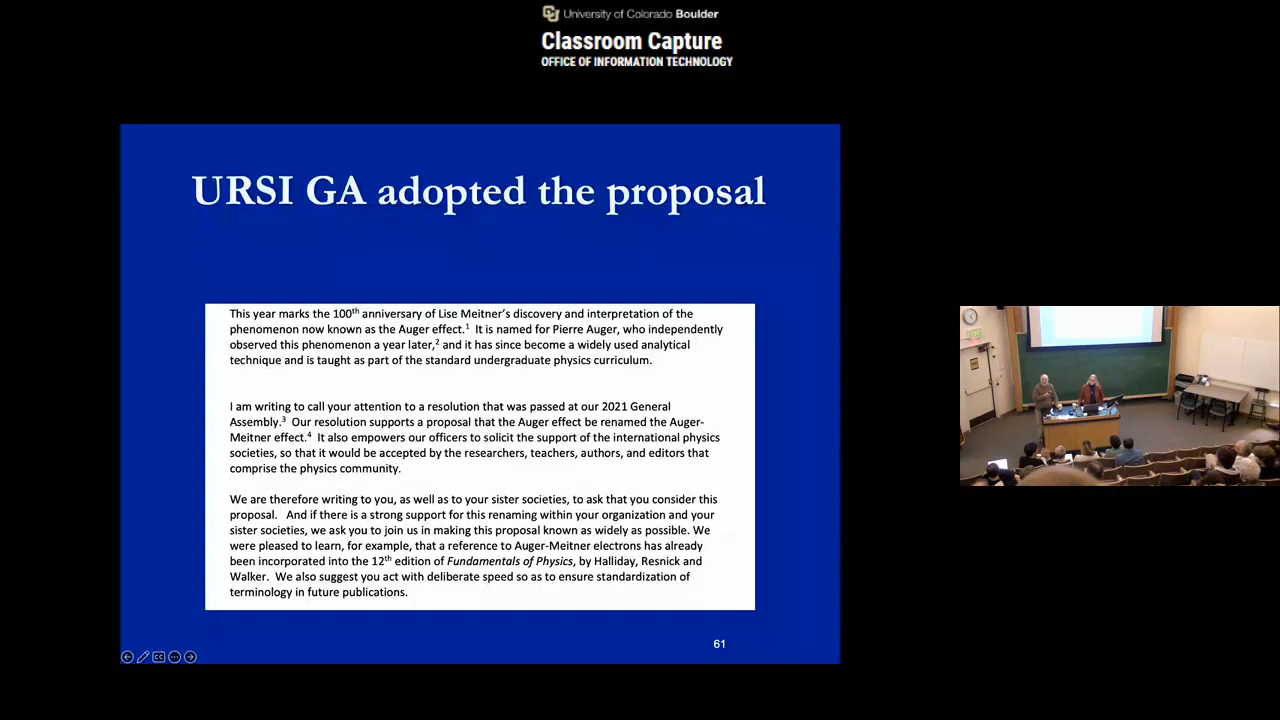 University of Colorado Boulder
Classroom Capture
OFFICE OF INFORMATION TECHNOLOGY
URSI GA adopted the proposal
This year marks the 100th anniversary of Lise Meitner's discovery and interpretation of the
phenomenon now known as the Auger effect.1 It is named for Pierre Auger, who independently
observed this phenomenon a year later,2 and it has since become a widely used analytical
technique and is taught as part of the standard undergraduate physics curriculum.
I am writing to call your attention to a resolution that was passed at our 2021 General
Assembly.3 Our resolution supports a proposal that the Auger effect be renamed the Auger-
Meitner effect.4 It also empowers our officers to solicit the support of the international physics
societies, so that it would be accepted by the researchers, teachers, authors, and editors that
comprise the physics community.
We are therefore writing to you, as well as to your sister societies, to ask that you consider this
proposal. And if there is a strong support for this renaming within your organization and your
sister societies, we ask you to join us in making this proposal known as widely as possible. We
were pleased to learn, for example, that a reference to Auger-Meitner electrons has already
been incorporated into the 12th edition of Fundamentals of Physics, by Halliday, Resnick and
Walker. We also suggest you act with deliberate speed so as to ensure standardization of
terminology in future publications.
61